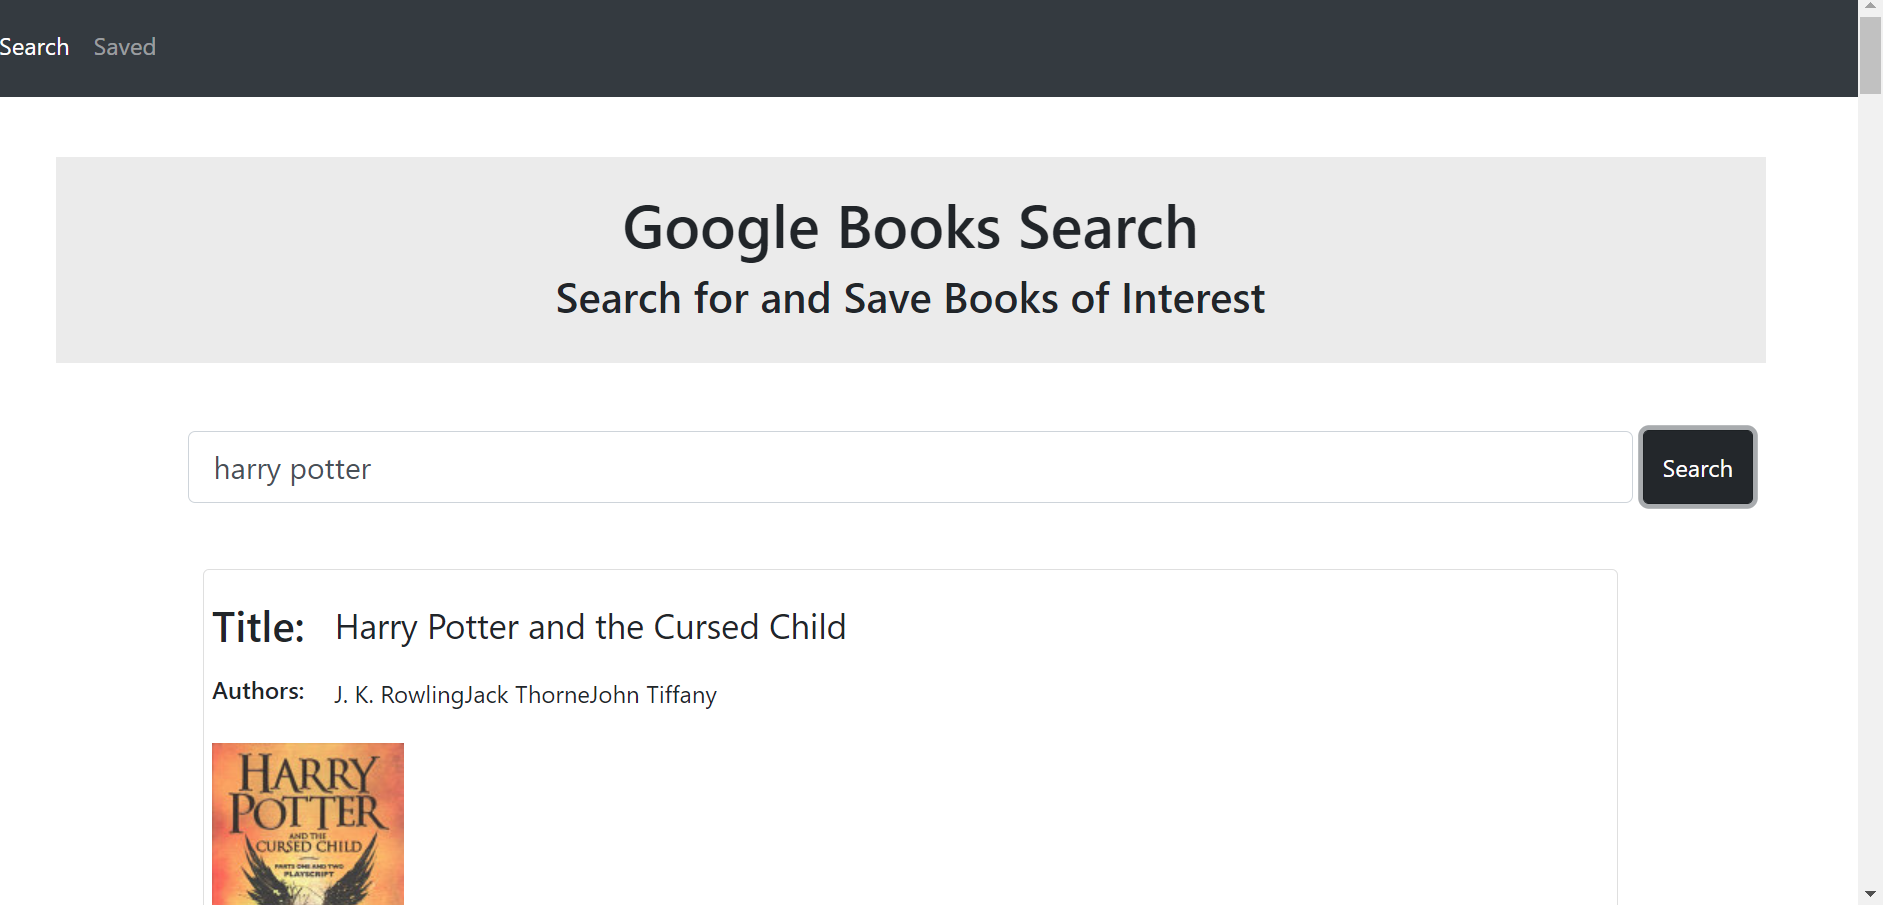 Search Saved
Google Books Search
Search for and Save Books of Interest
harry potter
Search
Title: Harry Potter and the Cursed Child
Authors: J. K. RowlingJack ThorneJohn Tiffany
HARRY
POTTER
AND THE
CURSED CHILD
PARTS ONE AND TWO
PLAYSCRIPT